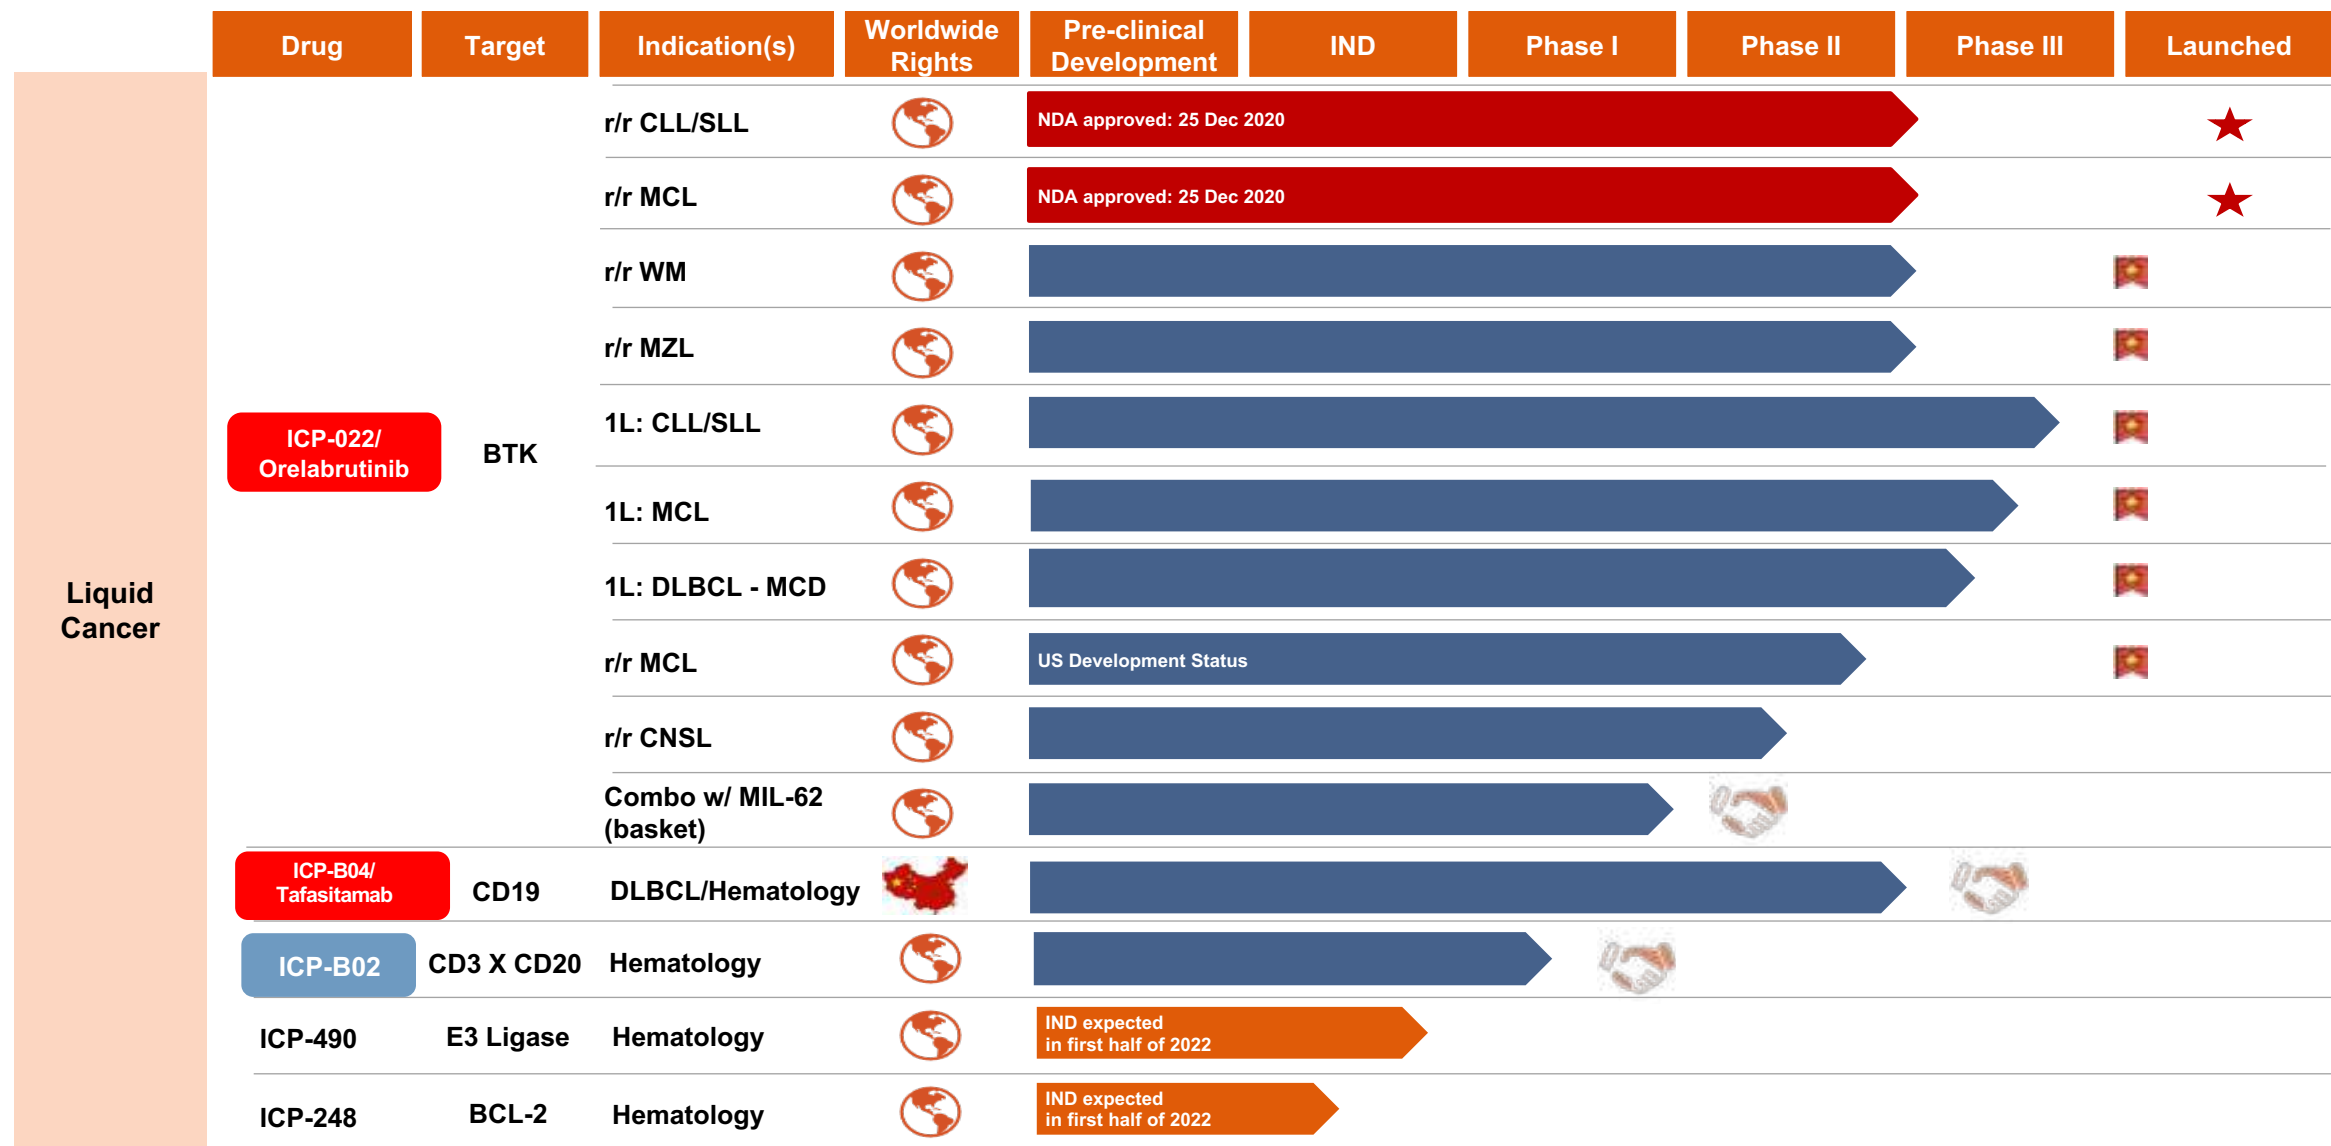 Drug
Target
Indication(s)
Worldwide
Rights
Pre-clinical
Development
IND
Phase I
Phase II
Phase III
Launched
Liquid
Cancer
ICP-022/
Orelabrutinib
BTK
r/r CLL/SLL
NDA approved: 25 Dec 2020
r/r MCL
NDA approved: 25 Dec 2020
r/r WM
r/r MZL
1L: CLL/SLL
1L: MCL
1L: DLBCL - MCD
r/r MCL
US Development Status
r/r CNSL
Combo w/ MIL-62
(basket)
ICP-B04/
Tafasitamab
CD19
DLBCL/Hematology
ICP-B02
CD3 X CD20
Hematology
ICP-490
E3 Ligase
Hematology
IND expected
in first half of 2022
ICP-248
BCL-2
Hematology
IND expected
in first half of 2022